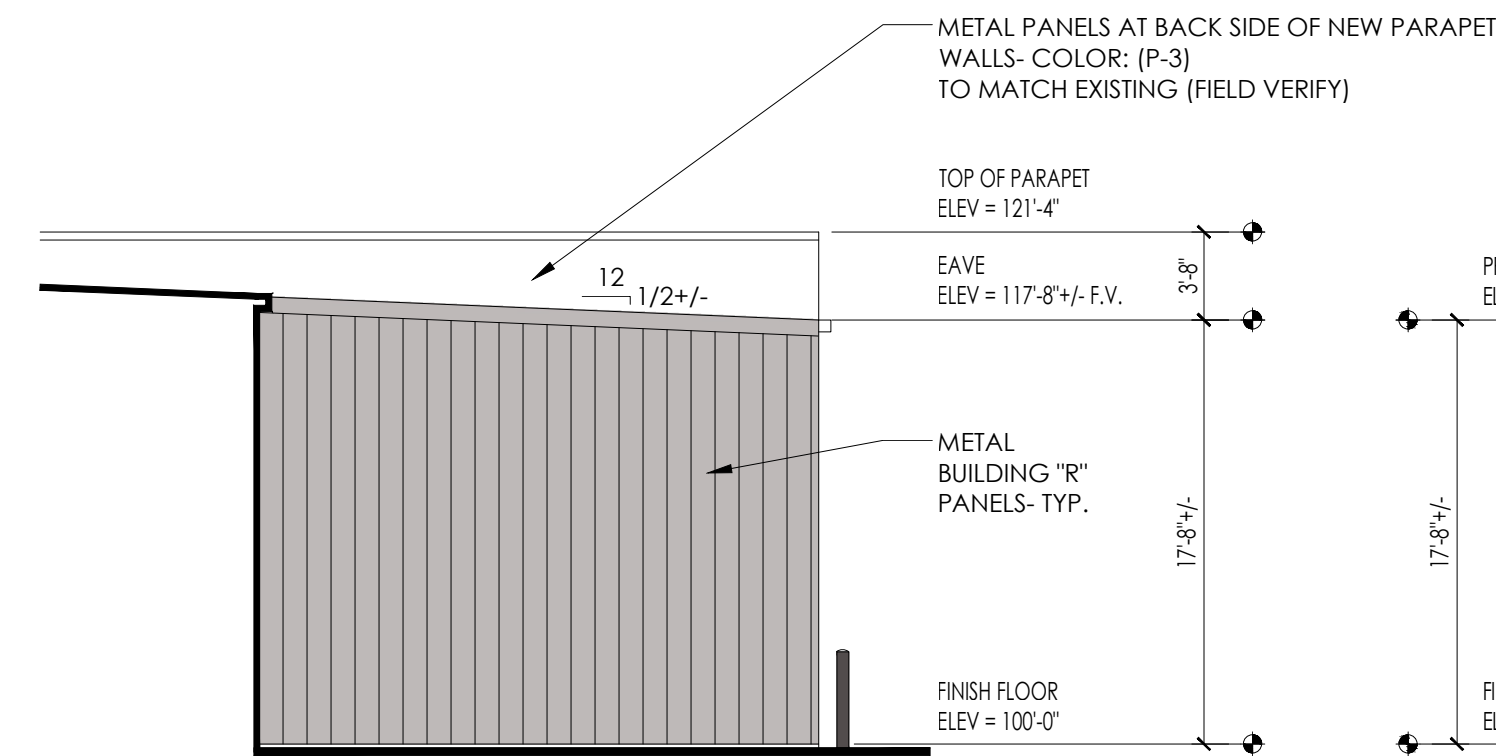 METAL PANELS AT BACK SIDE OF NEW PARAPET
WALLS- COLOR: (P-3)
TO MATCH EXISTING (FIELD VERIFY)
TOP OF PARAPET
ELEV = 121'-4"
EAVE
ELEV = 117'-8"+/- F.V.
3'-8"
12
1/2+/-
METAL
BUILDING "R"
PANELS- TYP.
17'-8"+/-
17'-8"+/-
FINISH FLOOR
ELEV = 100'-0"